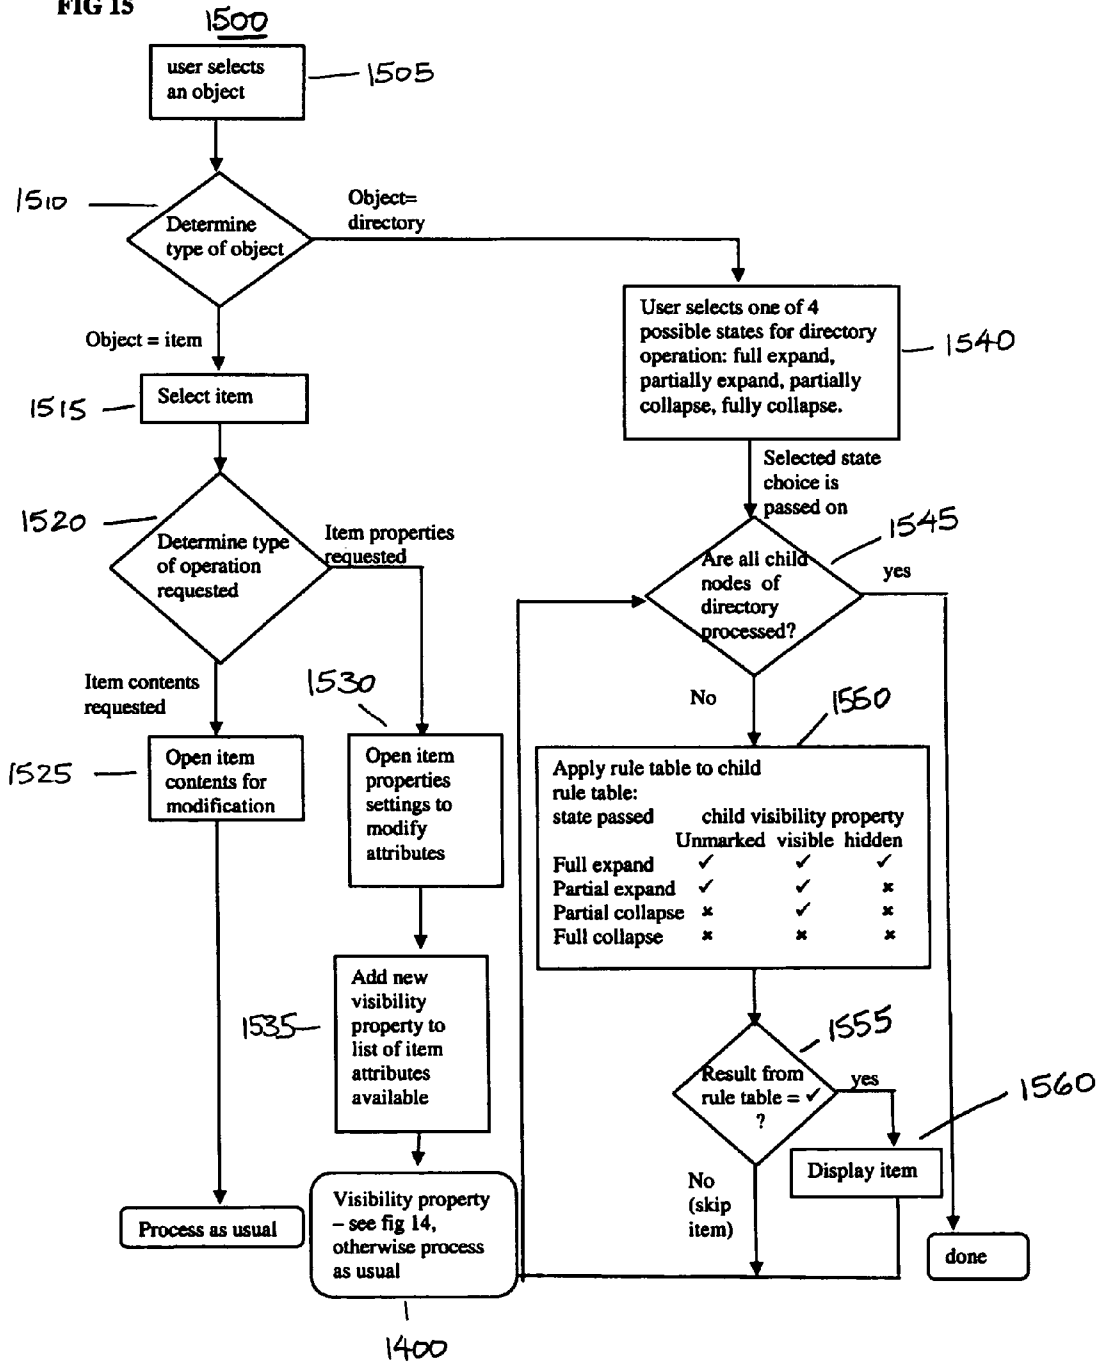 FIG 15
1500
user selects
an object
1505
1510
Determine
type of object
Object=
directory
Object = item
1515
Select item
1520
Determine type
of operation
requested
Item properties
requested
Item contents
requested
1525
Open item
contents for
modification
1530
Open item
properties
settings to
modify
attributes
1535
Add new
visibility
property to
list of item
attributes
available
Process as usual
Visibility property
– see fig 14,
otherwise process
as usual
1400
User selects one of 4
possible states for directory
operation: full expand,
partially expand, partially
collapse, fully collapse.
1540
Selected state
choice is
passed on
1545
Are all child
nodes of
directory
processed?
yes
No
1550
Apply rule table to child
rule table:
state passed child visibility property
Unmarked visible hidden
Full expand ✓ ✓ ✓
Partial expand ✓ ✓ ×
Partial collapse × ✓ ×
Full collapse × × ×
1555
Result from
rule table = ✓
?
yes
1560
Display item
No
(skip
item)
done